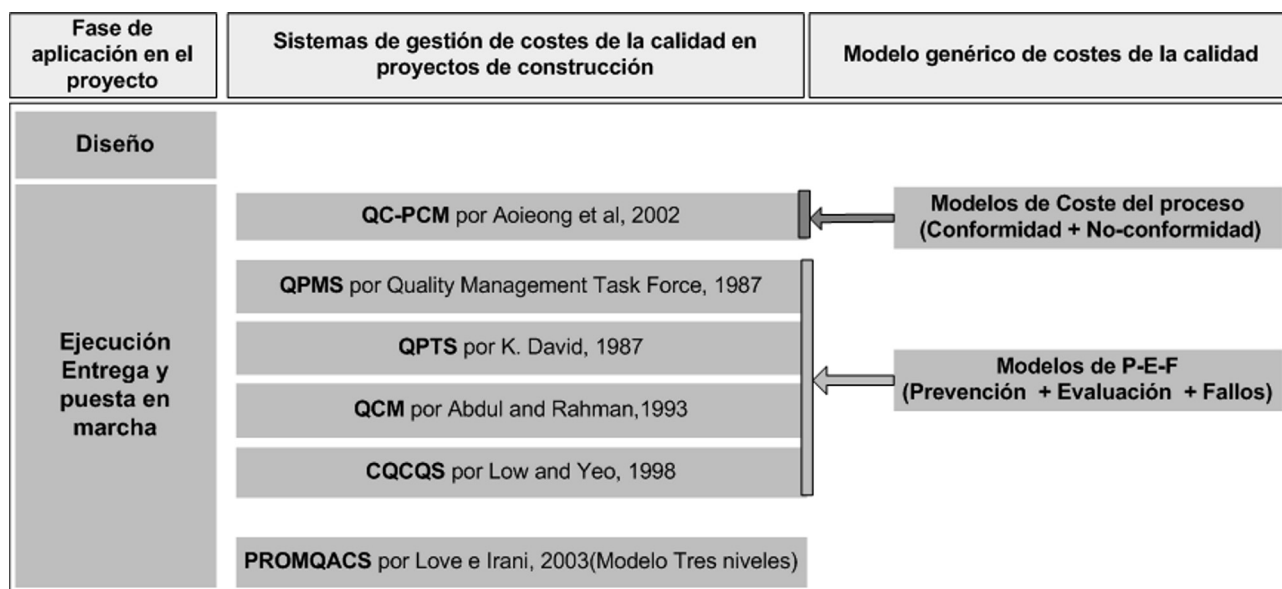 Fase de
aplicación en el
proyecto
Sistemas de gestión de costes de la calidad en
proyectos de construcción
Modelo genérico de costes de la calidad
Diseño
Ejecución
Entrega y
puesta en
marcha
QC-PCM por Aoieong et al, 2002
QPMS por Quality Management Task Force, 1987
QPTS por K. David, 1987
QCM por Abdul and Rahman,1993
CQCQS por Low and Yeo, 1998
PROMQACS por Love e Irani, 2003(Modelo Tres niveles)
Modelos de Coste del proceso
(Conformidad + No-conformidad)
Modelos de P-E-F
(Prevención + Evaluación + Fallos)